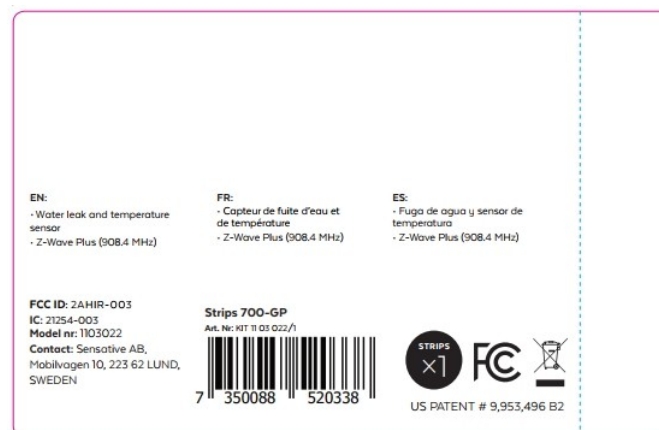 EN:
· Water leak and temperature
sensor
· Z-Wave Plus (908.4 MHz)
FR:
· Capteur de fuite d'eau et
de température
· Z-Wave Plus (908.4 MHz)
ES:
· Fuga de agua y sensor de
temperatura
· Z-Wave Plus (908.4 MHz)
FCC ID: 2AHIR-003
IC: 21254-003
Model nr: 1103022
Contact: Sensative AB,
Mobilvagen 10, 223 62 LUND,
SWEDEN
Strips 700-GP
Art. Nr: KIT 11 03 022/1
7 350088 520338
STRIPS
x1
FC
US PATENT # 9,953,496 B2